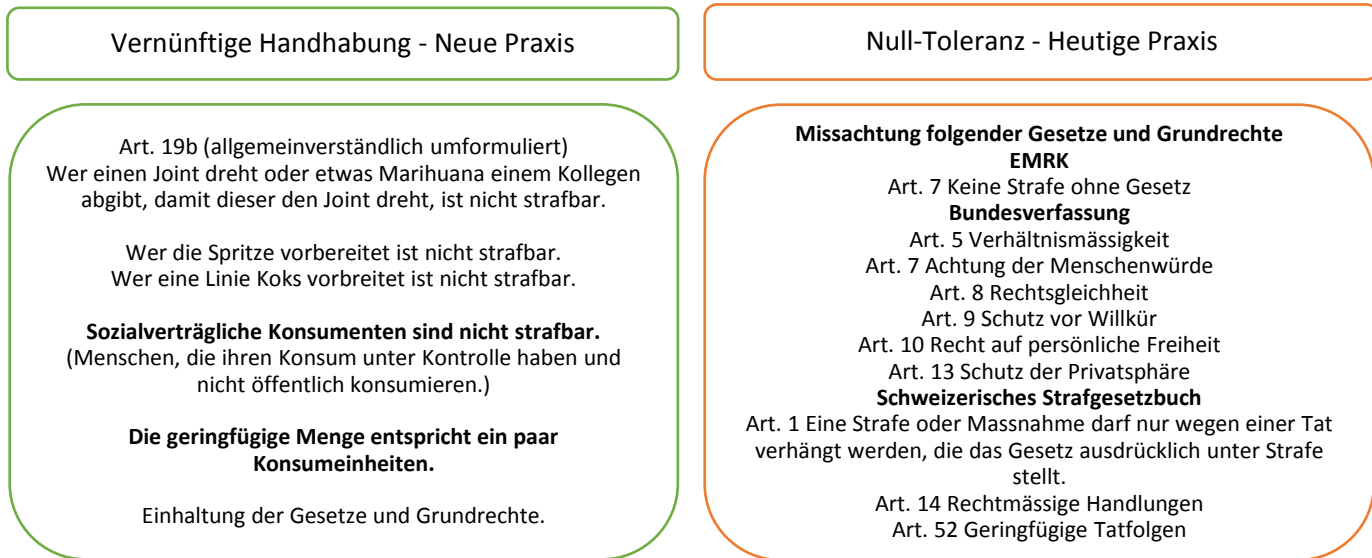 Vernünftige Handhabung - Neue Praxis
Art. 19b (allgemeinverständlich umformuliert)
Wer einen Joint dreht oder etwas Marihuana einem Kollegen
abgibt, damit dieser den Joint dreht, ist nicht strafbar.
Wer die Spritze vorbereitet ist nicht strafbar.
Wer eine Linie Koks vorbreitet ist nicht strafbar.
Sozialverträgliche Konsumenten sind nicht strafbar.
(Menschen, die ihren Konsum unter Kontrolle haben und
nicht öffentlich konsumieren.)
Die geringfügige Menge entspricht ein paar
Konsumeinheiten.
Einhaltung der Gesetze und Grundrechte.
Null-Toleranz - Heutige Praxis
Missachtung folgender Gesetze und Grundrechte
EMRK
Art. 7 Keine Strafe ohne Gesetz
Bundesverfassung
Art. 5 Verhältnismässigkeit
Art. 7 Achtung der Menschenwürde
Art. 8 Rechtsgleichheit
Art. 9 Schutz vor Willkür
Art. 10 Recht auf persönliche Freiheit
Art. 13 Schutz der Privatsphäre
Schweizerisches Strafgesetzbuch
Art. 1 Eine Strafe oder Massnahme darf nur wegen einer Tat
verhängt werden, die das Gesetz ausdrücklich unter Strafe
stellt.
Art. 14 Rechtmässige Handlungen
Art. 52 Geringfügige Tatfolgen